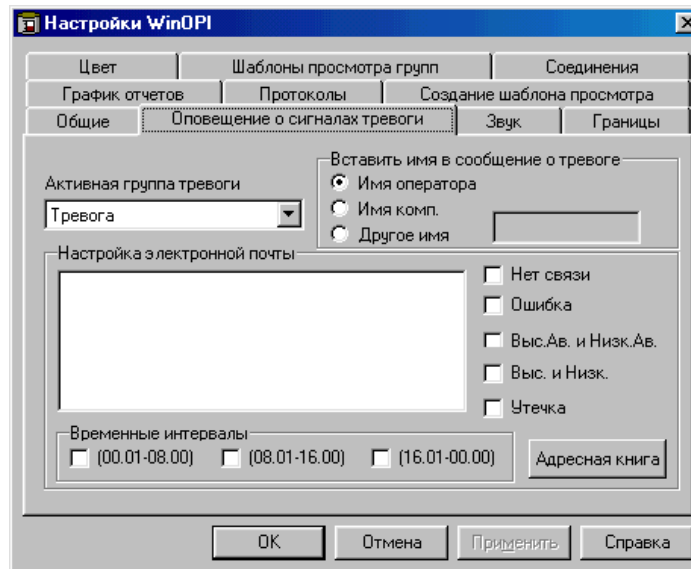 Настройки WinOPI
Цвет Шаблоны просмотра групп Соединения
График отчетов Протоколы Создание шаблона просмотра
Общие Оповещение о сигналах тревоги Звук Границы
Вставить имя в сообщение о тревоге
Активная группа тревоги
Имя оператора
Тревога
Имя комп.
Другое имя
Настройка электронной почты
Нет связи
Ошибка
Выс.Ав. и Низк.Ав.
Выс. и Низк.
Утечка
Временные интервалы
(00.01-08.00) (08.01-16.00) (16.01-00.00)
Адресная книга
OK Отмена Применить Справка